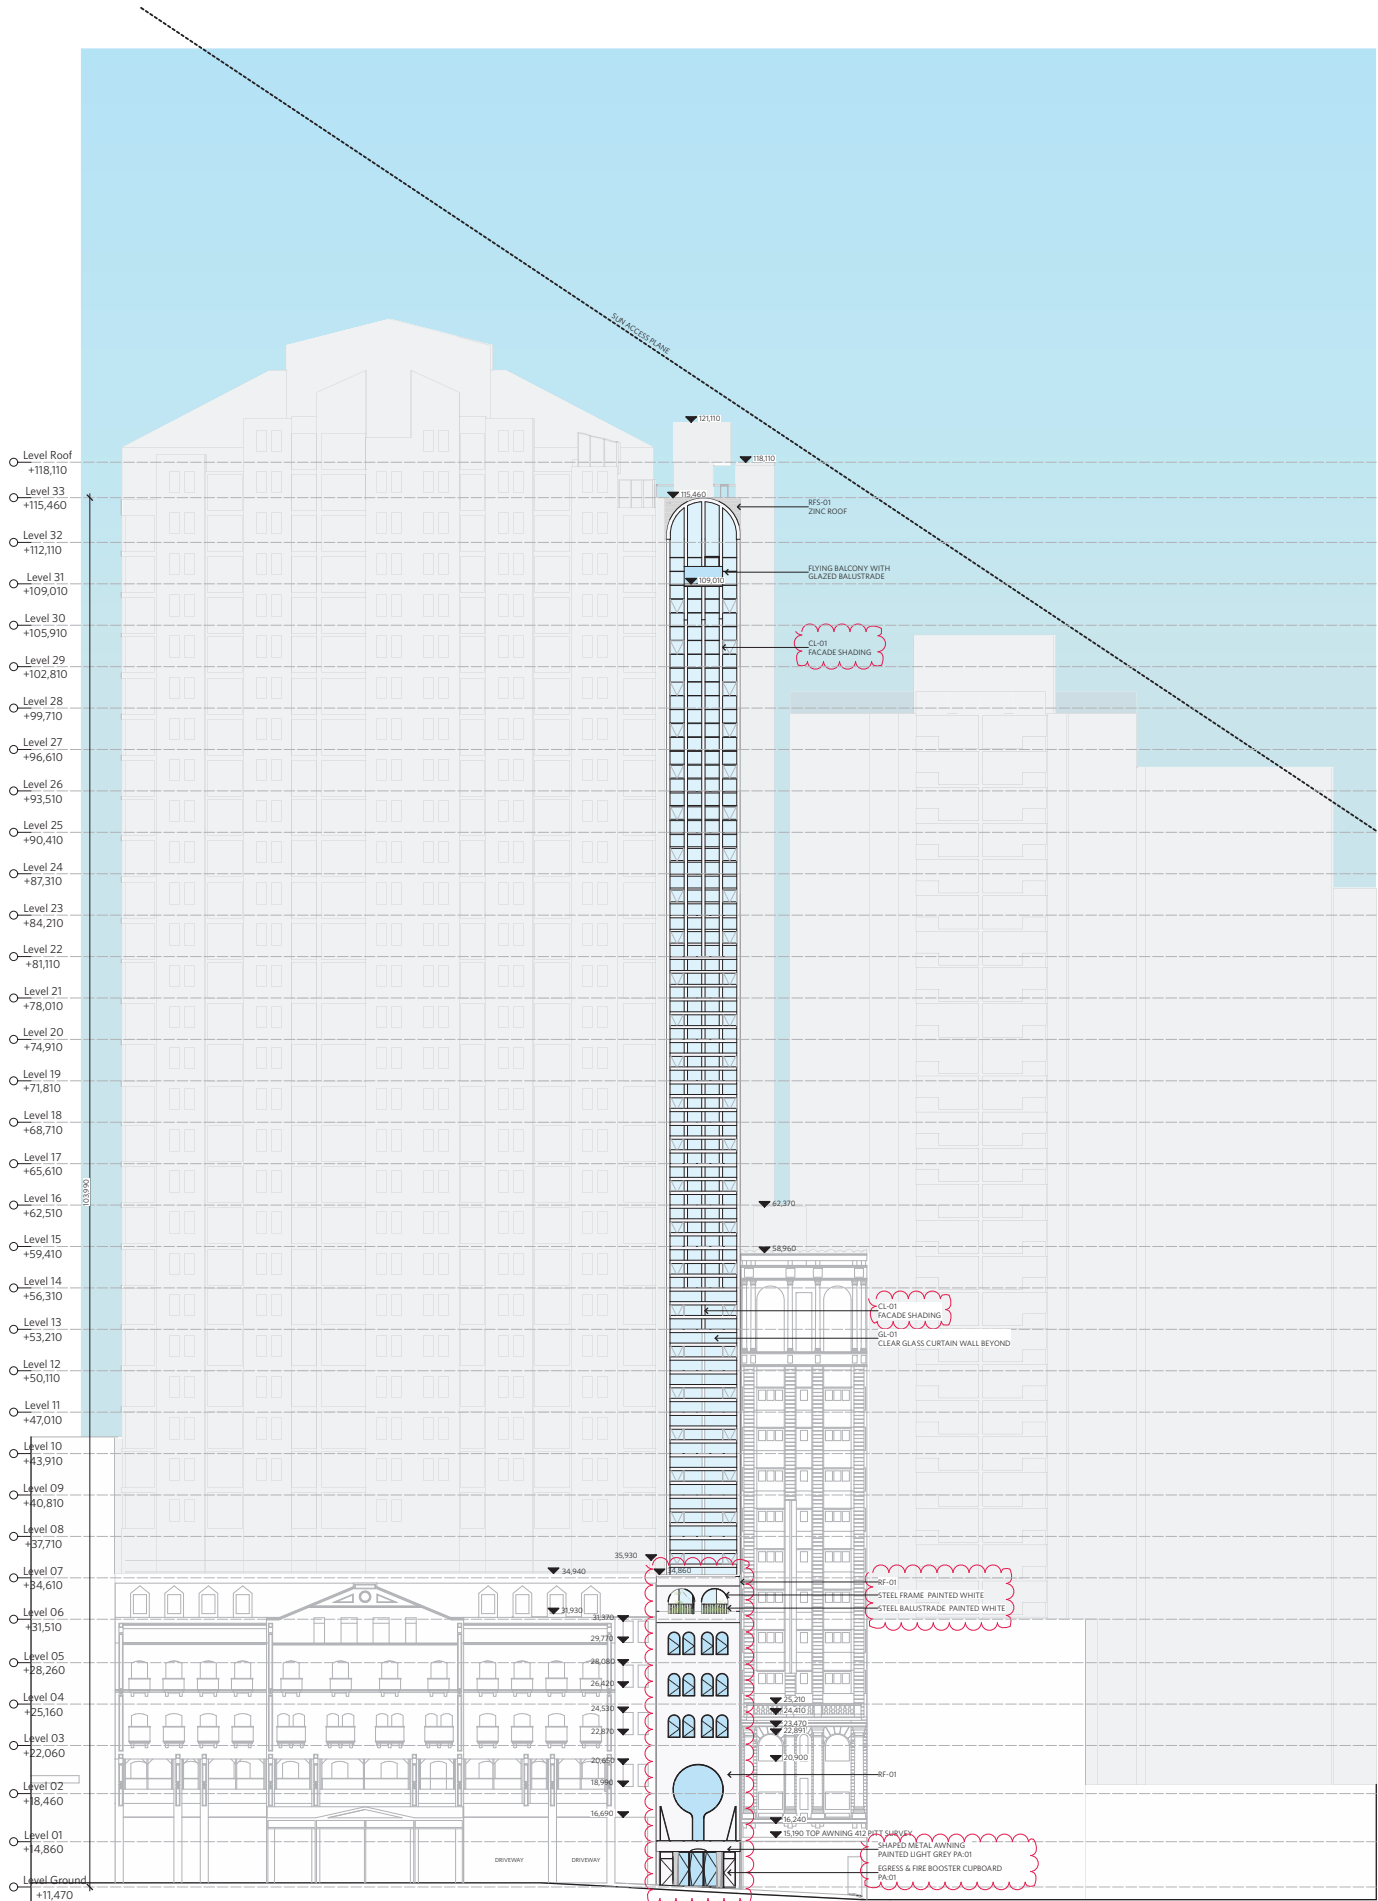 SUN ACCESS PLANE
121,110
Level Roof
+118,110
118,110
Level 33
+115,460
115,460
RFS-01
ZINC ROOF
Level 32
+112,110
FLYING BALCONY WITH
GLAZED BALUSTRADE
Level 31
+109,010
109,010
Level 30
+105,910
CL-01
FACADE SHADING
Level 29
+102,810
Level 28
+99,710
Level 27
+96,610
Level 26
+93,510
Level 25
+90,410
Level 24
+87,310
Level 23
+84,210
Level 22
+81,110
Level 21
+78,010
Level 20
+74,910
Level 19
+71,810
Level 18
+68,710
Level 17
+65,610
103,990
Level 16
+62,510
62,370
Level 15
+59,410
58,960
Level 14
+56,310
CL-01
FACADE SHADING
Level 13
+53,210
GL-01
CLEAR GLASS CURTAIN WALL BEYOND
Level 12
+50,110
Level 11
+47,010
Level 10
+43,910
Level 09
+40,810
Level 08
+37,710
35,930
34,940
34,860
Level 07
+34,610
RF-01
STEEL FRAME PAINTED WHITE
STEEL BALUSTRADE PAINTED WHITE
31,930
31,370
Level 06
+31,510
29,770
28,080
Level 05
+28,260
26,420
Level 04
+25,160
25,210
24,530
24,410
23,470
22,891
22,870
Level 03
+22,060
20,900
20,650
RF-01
18,990
Level 02
+18,460
16,690
16,240
15,190 TOP AWNING 412 PITT SURVEY
Level 01
+14,860
SHAPED METAL AWNING
PAINTED LIGHT GREY PA:01
DRIVEWAY
DRIVEWAY
EGRESS & FIRE BOOSTER CUPBOARD
PA:01
Level Ground
+11,470